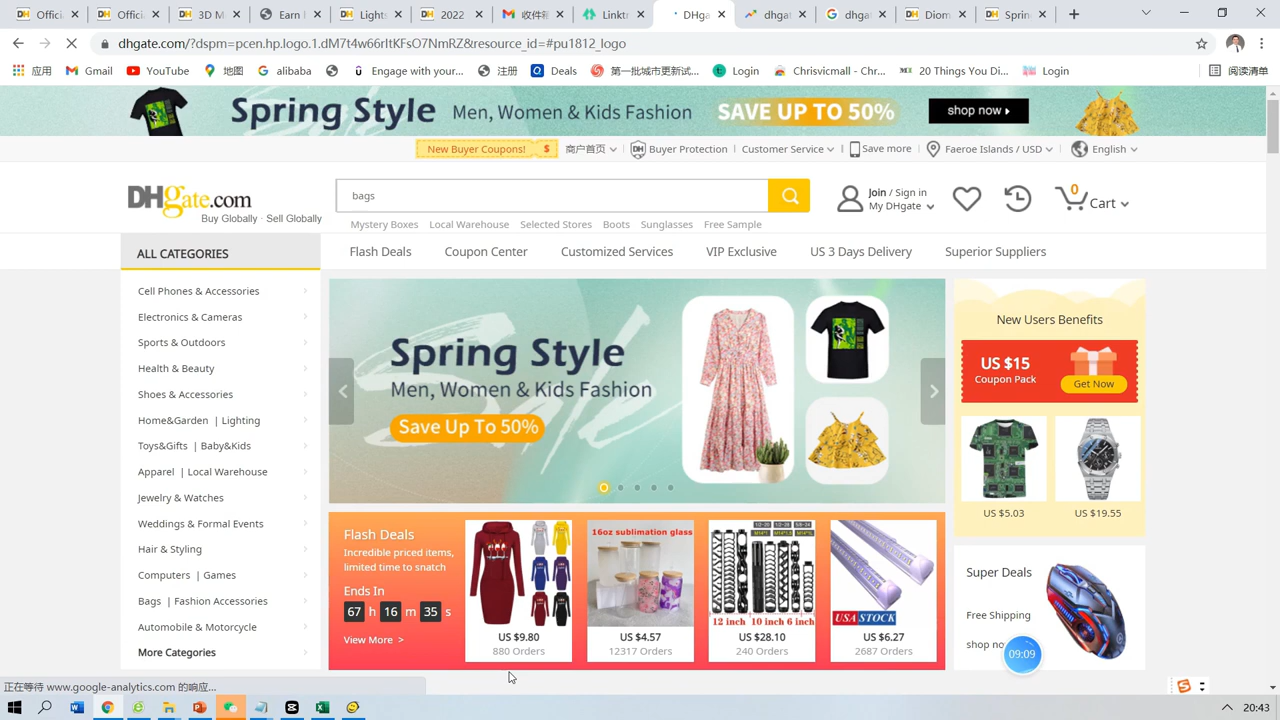 Offici
Offici
3D M
Earn
Lights
2022
收件箱
Linktr
DHga
dhgat
dhgat
Diom
Sprin
dhgate.com/?dspm=pcen.hp.logo.1.dM7t4w66rItKFsO7NmRZ&resource_id=#pu1812_logo
应用
Gmail
YouTube
地图
alibaba
Engage with your...
注册
Deals
第一批城市更新试...
Login
Chrisvicmall - Chr...
20 Things You Di...
Login
阅读清单
Spring Style
Men, Women & Kids Fashion
SAVE UP TO 50%
shop now
New Buyer Coupons! $
商户首页
Buyer Protection
Customer Service
Save more
Faeroe Islands / USD
English
DHgate.com
Buy Globally · Sell Globally
bags
Join / Sign in
My DHgate
0
Cart
Mystery Boxes
Local Warehouse
Selected Stores
Boots
Sunglasses
Free Sample
ALL CATEGORIES
Flash Deals
Coupon Center
Customized Services
VIP Exclusive
US 3 Days Delivery
Superior Suppliers
Cell Phones & Accessories
Electronics & Cameras
Sports & Outdoors
Health & Beauty
Shoes & Accessories
Home&Garden | Lighting
Toys&Gifts | Baby&Kids
Apparel | Local Warehouse
Jewelry & Watches
Weddings & Formal Events
Hair & Styling
Computers | Games
Bags | Fashion Accessories
Automobile & Motorcycle
More Categories
Spring Style
Men, Women & Kids Fashion
Save Up To 50%
New Users Benefits
US $15
Coupon Pack
Get Now
US $5.03
US $19.55
Flash Deals
Incredible priced items,
limited time to snatch
Ends In
67 h 16 m 35 s
View More >
US $9.80
880 Orders
16oz sublimation glass
US $4.57
12317 Orders
12 inch 10 inch 6 inch
US $28.10
240 Orders
USA STOCK
US $6.27
2687 Orders
Super Deals
Free Shipping
shop no
09:09
正在等待 www.google-analytics.com 的响应...
20:43